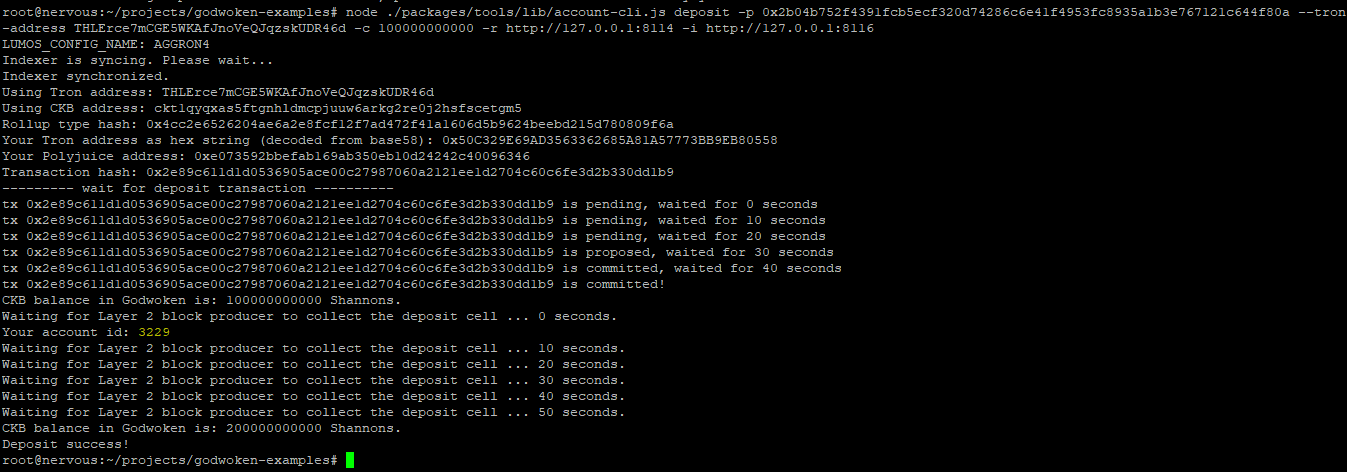 root@nervous:~/projects/godwoken-examples# node ./packages/tools/lib/account-cli.js deposit -p 0x2b04b752f4391fcb5ecf320d74286c6e41f4953fc8935a1b3e767121c644f80a --tron
-address THLErce7mCGE5WKAfJnoVeQJqzskUDR46d -c 100000000000 -r http://127.0.0.1:8114 -i http://127.0.0.1:8116
LUMOS_CONFIG_NAME: AGGRON4
Indexer is syncing. Please wait...
Indexer synchronized.
Using Tron address: THLErce7mCGE5WKAfJnoVeQJqzskUDR46d
Using CKB address: ckt1qyqxas5ftgnhldmcpjuuw6arkg2re0j2hsfscetgm5
Rollup type hash: 0x4cc2e6526204ae6a2e8fcf12f7ad472f41a1606d5b9624beebd215d780809f6a
Your Tron address as hex string (decoded from base58): 0x50C329E69AD3563362685A81A57773BB9EB80558
Your Polyjuice address: 0xe073592bbefab169ab350eb10d24242c40096346
Transaction hash: 0x2e89c611d1d0536905ace00c27987060a2121ee1d2704c60c6fe3d2b330dd1b9
--------- wait for deposit transaction ----------
tx 0x2e89c611d1d0536905ace00c27987060a2121ee1d2704c60c6fe3d2b330dd1b9 is pending, waited for 0 seconds
tx 0x2e89c611d1d0536905ace00c27987060a2121ee1d2704c60c6fe3d2b330dd1b9 is pending, waited for 10 seconds
tx 0x2e89c611d1d0536905ace00c27987060a2121ee1d2704c60c6fe3d2b330dd1b9 is pending, waited for 20 seconds
tx 0x2e89c611d1d0536905ace00c27987060a2121ee1d2704c60c6fe3d2b330dd1b9 is proposed, waited for 30 seconds
tx 0x2e89c611d1d0536905ace00c27987060a2121ee1d2704c60c6fe3d2b330dd1b9 is committed, waited for 40 seconds
tx 0x2e89c611d1d0536905ace00c27987060a2121ee1d2704c60c6fe3d2b330dd1b9 is committed!
CKB balance in Godwoken is: 100000000000 Shannons.
Waiting for Layer 2 block producer to collect the deposit cell ... 0 seconds.
Your account id: 3229
Waiting for Layer 2 block producer to collect the deposit cell ... 10 seconds.
Waiting for Layer 2 block producer to collect the deposit cell ... 20 seconds.
Waiting for Layer 2 block producer to collect the deposit cell ... 30 seconds.
Waiting for Layer 2 block producer to collect the deposit cell ... 40 seconds.
Waiting for Layer 2 block producer to collect the deposit cell ... 50 seconds.
CKB balance in Godwoken is: 200000000000 Shannons.
Deposit success!
root@nervous:~/projects/godwoken-examples#